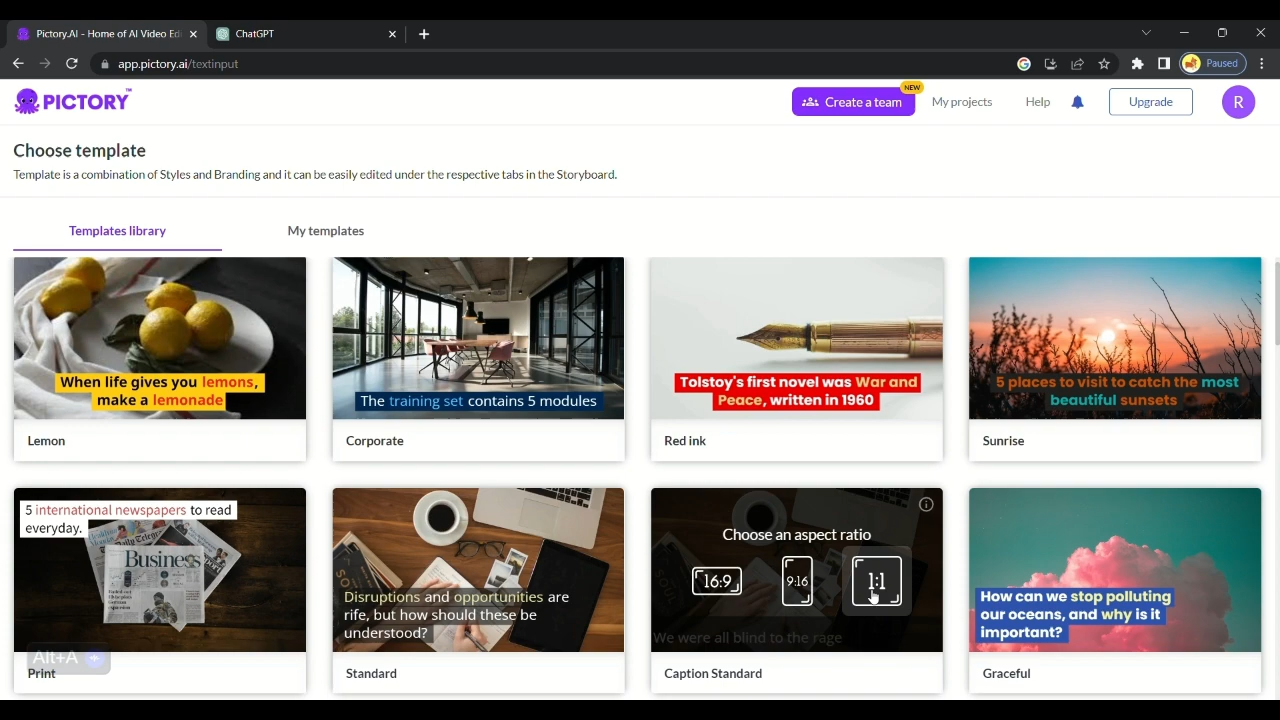 Pictory.AI - Home of AI Video Edi
ChatGPT
app.pictory.ai/textinput
Paused
PICTORY™
Create a team
NEW
My projects
Help
Upgrade
R
Choose template
Template is a combination of Styles and Branding and it can be easily edited under the respective tabs in the Storyboard.
Templates library
My templates
When life gives you lemons,
make a lemonade
The training set contains 5 modules
Tolstoy's first novel was War and
Peace, written in 1960
5 places to visit to catch the most
beautiful sunsets
Lemon
Corporate
Red ink
Sunrise
5 international newspapers to read
everyday.
Business
Disruptions and opportunities are
rife, but how should these be
understood?
Choose an aspect ratio
16:9
9:16
1:1
We were all blind to the rage
How can we stop polluting
our oceans, and why is it
important?
Alt+A
Print
Standard
Caption Standard
Graceful